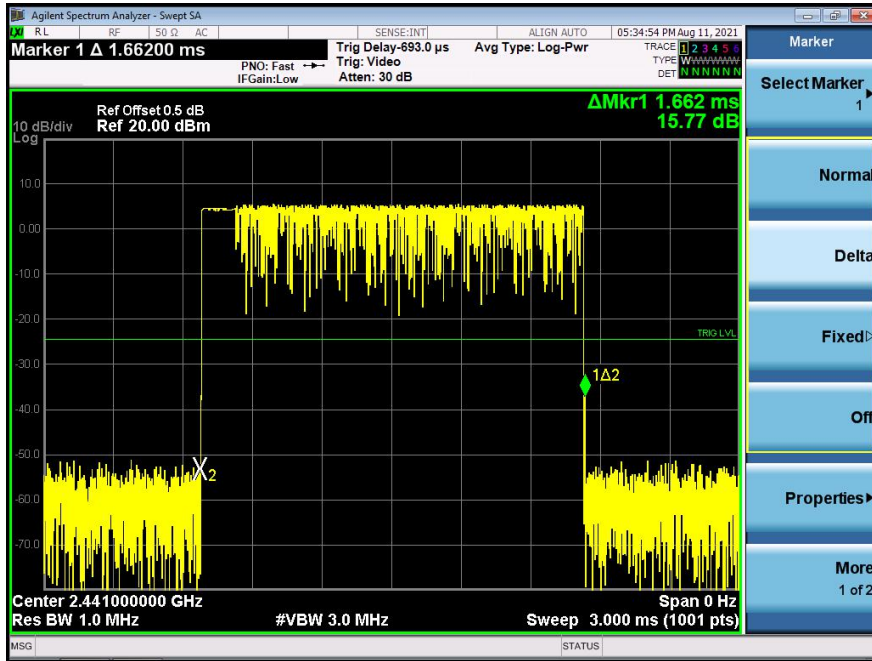 Agilent Spectrum Analyzer - Swept SA
LXI RL RF 50 Ω AC SENSE:INT ALIGN AUTO 05:34:54 PM Aug 11, 2021
Marker 1 Δ 1.66200 ms
PNO: Fast
IFGain:Low
Trig Delay-693.0 µs
Trig: Video
Atten: 30 dB
Avg Type: Log-Pwr
TRACE 1 2 3 4 5 6
TYPE WWWWWW
DET N N N N N N
ΔMkr1 1.662 ms
15.77 dB
Ref Offset 0.5 dB
10 dB/div Ref 20.00 dBm
Log
10.0
0.00
-10.0
-20.0
TRIG LVL
-30.0
1Δ2
-40.0
-50.0
X2
-60.0
-70.0
Center 2.441000000 GHz Span 0 Hz
Res BW 1.0 MHz #VBW 3.0 MHz Sweep 3.000 ms (1001 pts)
MSG STATUS
Marker
Select Marker
1
Normal
Delta
Fixed
Off
Properties
More
1 of 2